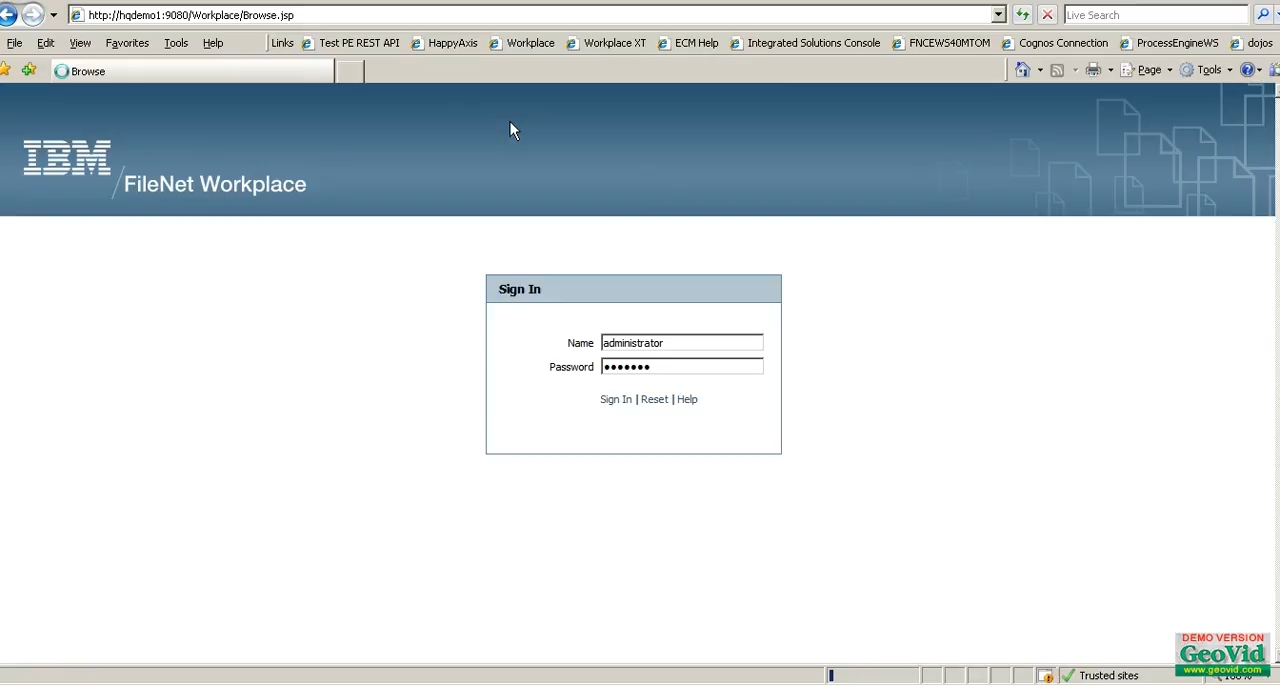 http://hqdemo1:9080/Workplace/Browse.jsp
Live Search
File Edit View Favorites Tools Help
Links Test PE REST API HappyAxis Workplace Workplace XT ECM Help Integrated Solutions Console FNCEWS40MTOM Cognos Connection ProcessEngineWS dojos
Browse
Page Tools
IBM
FileNet Workplace
Sign In
Name administrator
Password •••••••
Sign In | Reset | Help
DEMO VERSION
GeoVid
www.geovid.com
Trusted sites